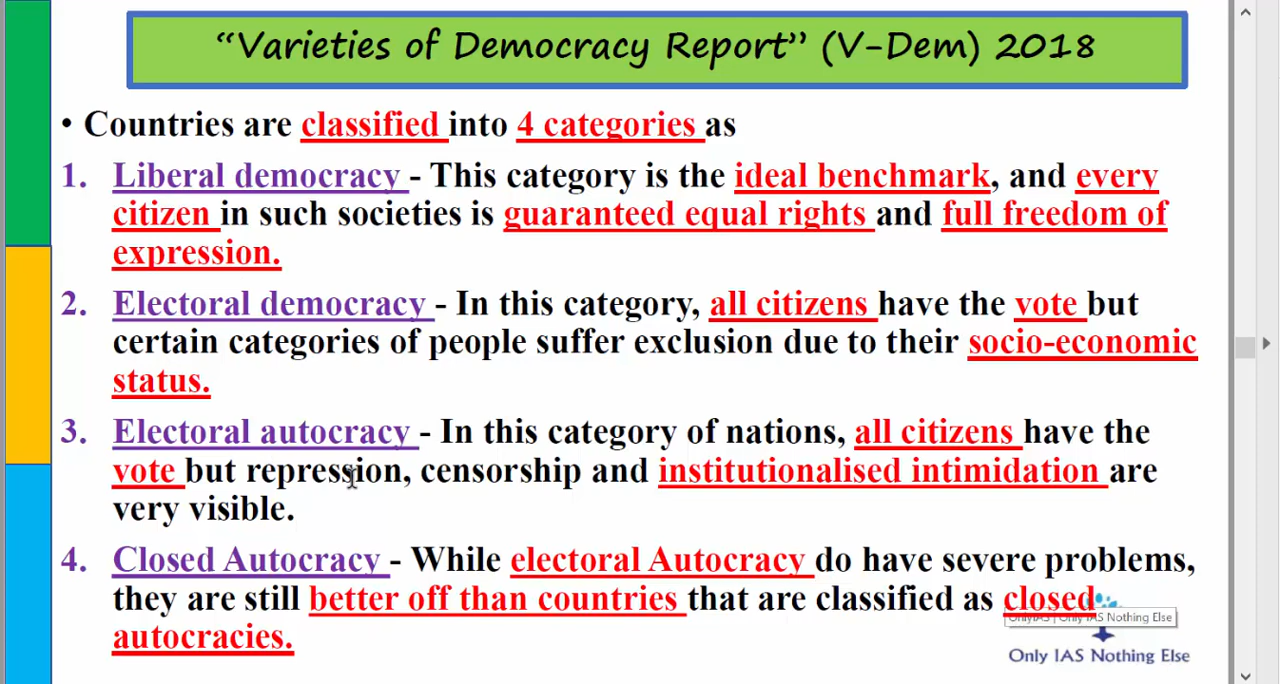 “Varieties of Democracy Report” (V-Dem) 2018
• Countries are classified into 4 categories as
1. Liberal democracy - This category is the ideal benchmark, and every
citizen in such societies is guaranteed equal rights and full freedom of
expression.
2. Electoral democracy - In this category, all citizens have the vote but
certain categories of people suffer exclusion due to their socio-economic
status.
3. Electoral autocracy - In this category of nations, all citizens have the
vote but repression, censorship and institutionalised intimidation are
very visible.
4. Closed Autocracy - While electoral Autocracy do have severe problems,
they are still better off than countries that are classified as closed
autocracies.
OnlyIAS | Only IAS Nothing Else
Only IAS Nothing Else